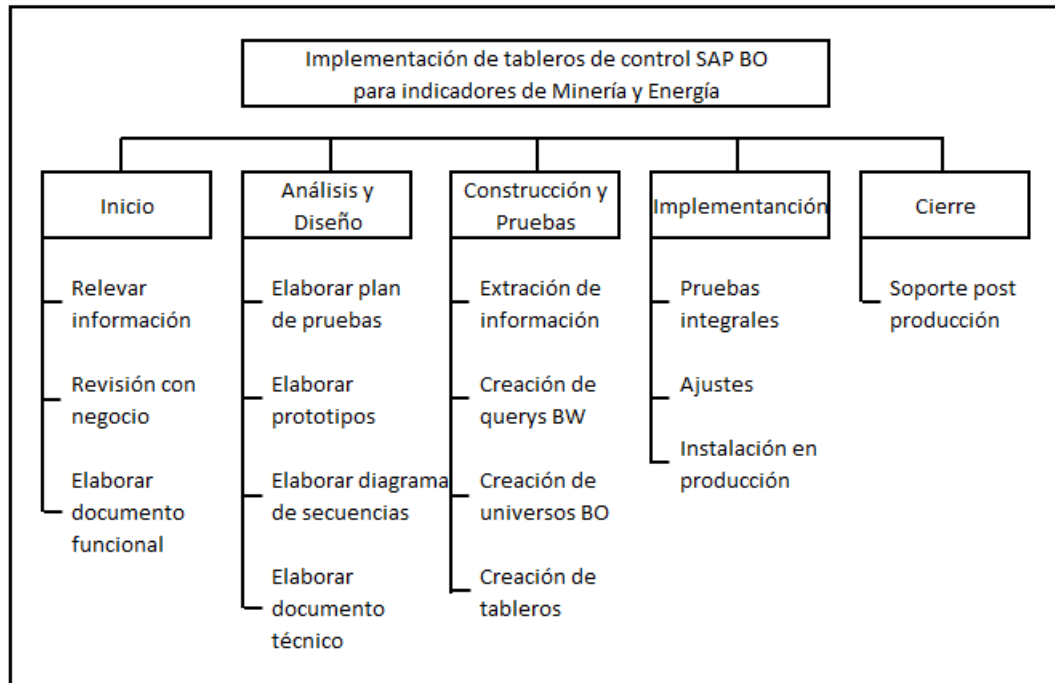 Implementación de tableros de control SAP BO
para indicadores de Minería y Energía
Inicio
Análisis y
Diseño
Construcción y
Pruebas
Implementanción
Cierre
Relevar
información
Revisión con
negocio
Elaborar
documento
funcional
Elaborar plan
de pruebas
Elaborar
prototipos
Elaborar diagrama
de secuencias
Elaborar
documento
técnico
Extracción de
información
Creación de
querys BW
Creación de
universos BO
Creación de
tableros
Pruebas
integrales
Ajustes
Instalación en
producción
Soporte post
producción